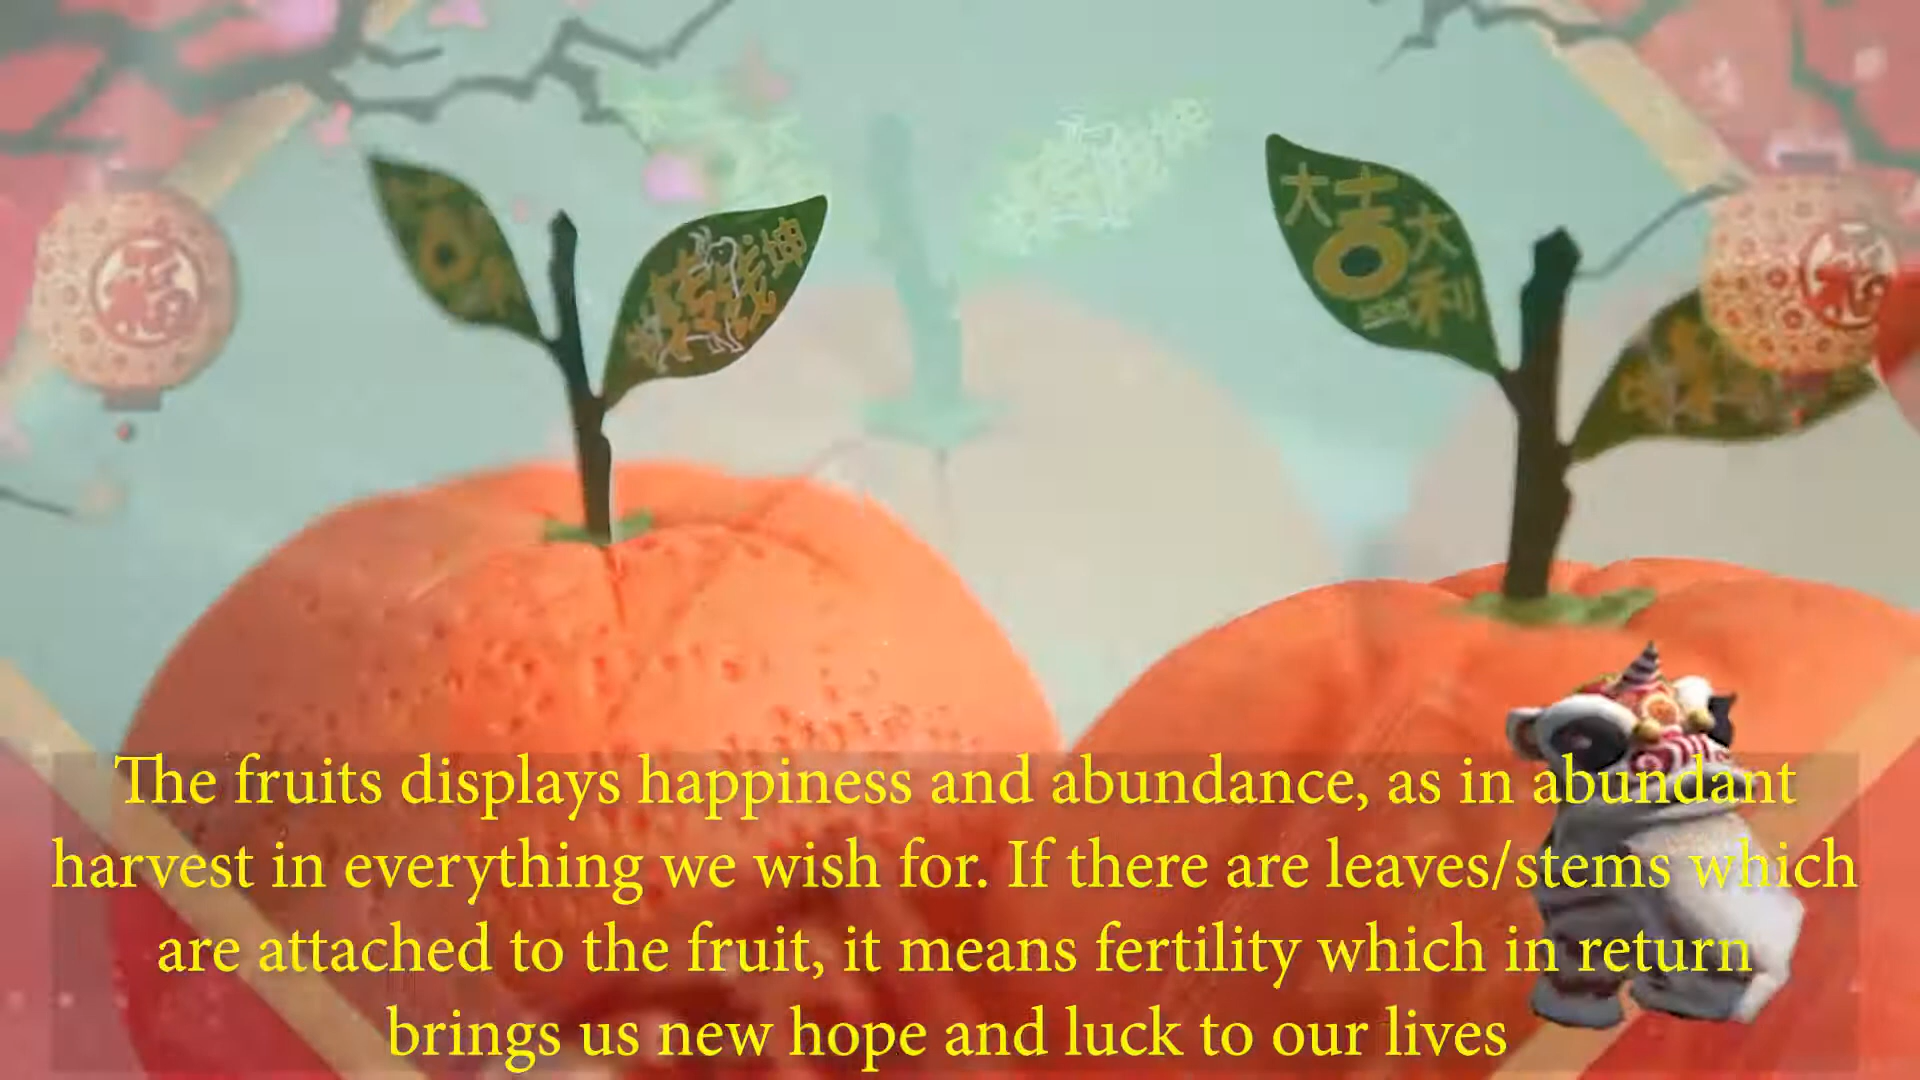 大吉大利
The fruits displays happiness and abundance, as in abundant
harvest in everything we wish for. If there are leaves/stems which
are attached to the fruit, it means fertility which in return
brings us new hope and luck to our lives